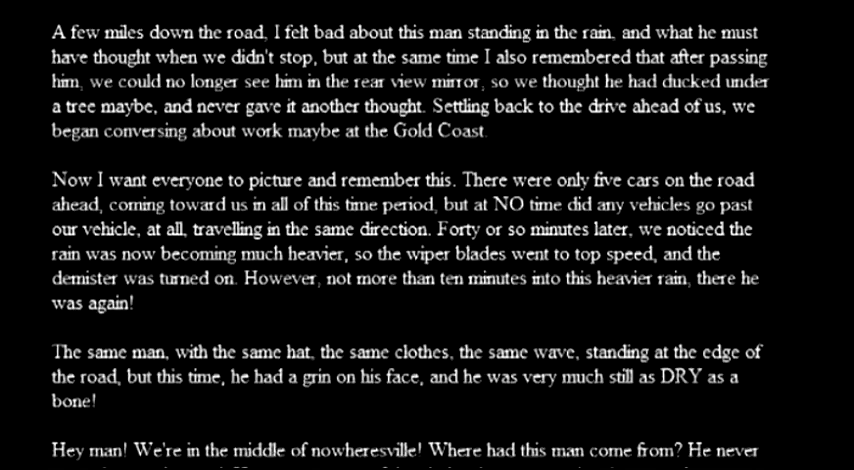 A few miles down the road, I felt bad about this man standing in the rain, and what he must
have thought when we didn't stop, but at the same time I also remembered that after passing
him, we could no longer see him in the rear view mirror, so we thought he had ducked under
a tree maybe, and never gave it another thought. Settling back to the drive ahead of us, we
began conversing about work maybe at the Gold Coast.
Now I want everyone to picture and remember this. There were only five cars on the road
ahead, coming toward us in all of this time period, but at NO time did any vehicles go past
our vehicle, at all, travelling in the same direction. Forty or so minutes later, we noticed the
rain was now becoming much heavier, so the wiper blades went to top speed, and the
demister was turned on. However, not more than ten minutes into this heavier rain, there he
was again!
The same man, with the same hat, the same clothes, the same wave, standing at the edge of
the road, but this time, he had a grin on his face, and he was very much still as DRY as a
bone!
Hey man! We're in the middle of nowheresville! Where had this man come from? He never